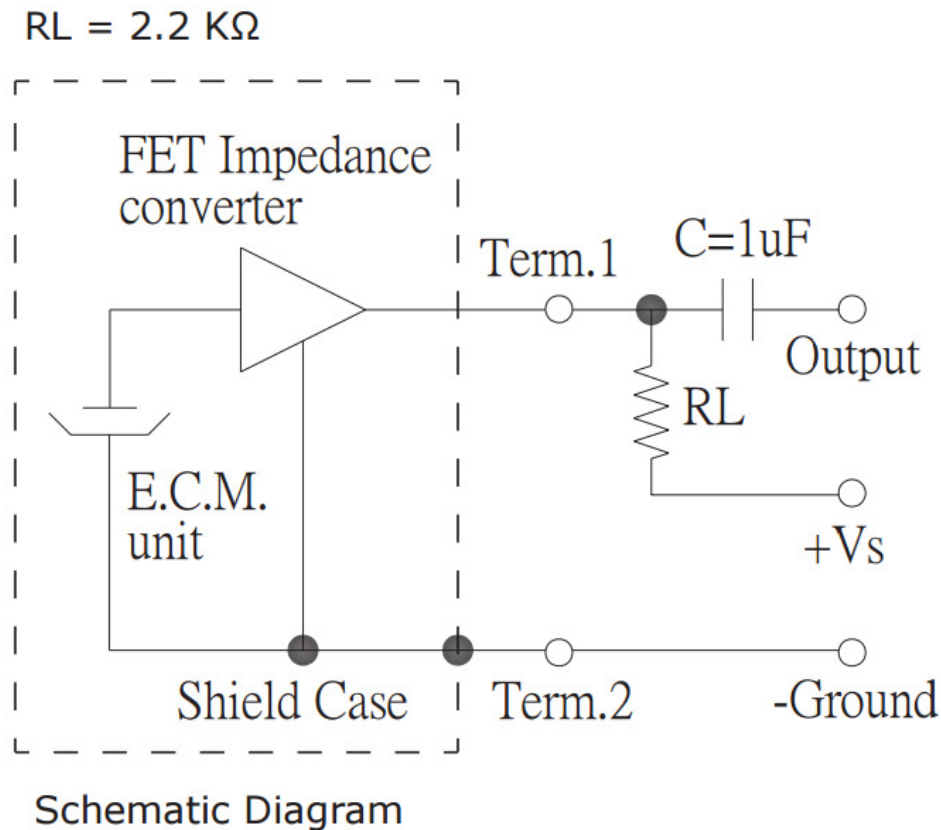 RL = 2.2 KΩ
FET Impedance
converter
Term.1
C=1uF
Output
RL
E.C.M.
unit
+Vs
Shield Case
Term.2
-Ground
Schematic Diagram